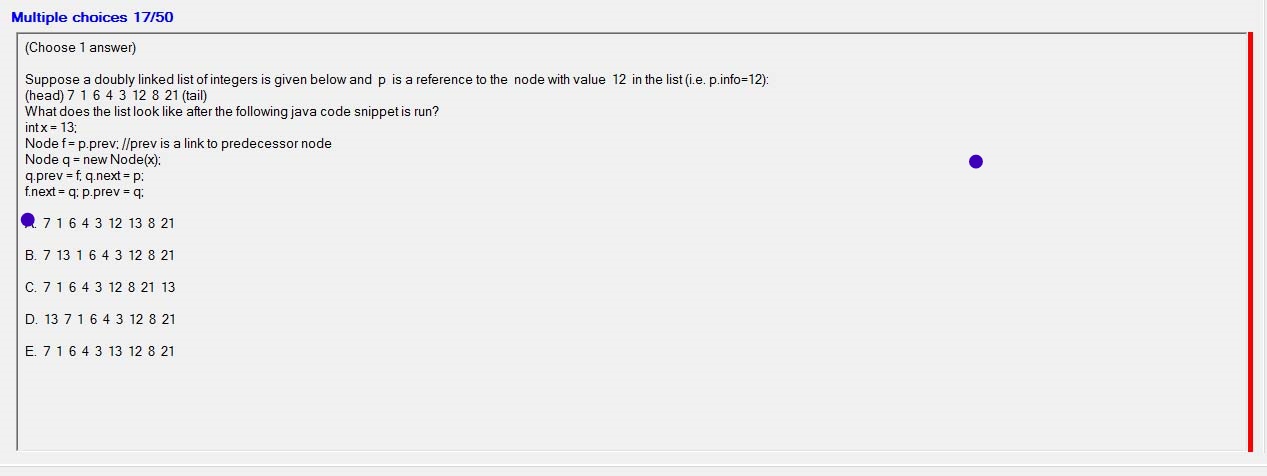 Multiple choices 17/50
(Choose 1 answer)
Suppose a doubly linked list of integers is given below and p is a reference to the node with value 12 in the list (i.e. p.info=12):
(head) 7 1 6 4 3 12 8 21 (tail)
What does the list look like after the following java code snippet is run?
int x = 13;
Node f = p.prev; //prev is a link to predecessor node
Node q = new Node(x);
q.prev = f; q.next = p;
f.next = q; p.prev = q;
7 1 6 4 3 12 13 8 21
B. 7 13 1 6 4 3 12 8 21
C. 7 1 6 4 3 12 8 21 13
D. 13 7 1 6 4 3 12 8 21
E. 7 1 6 4 3 13 12 8 21